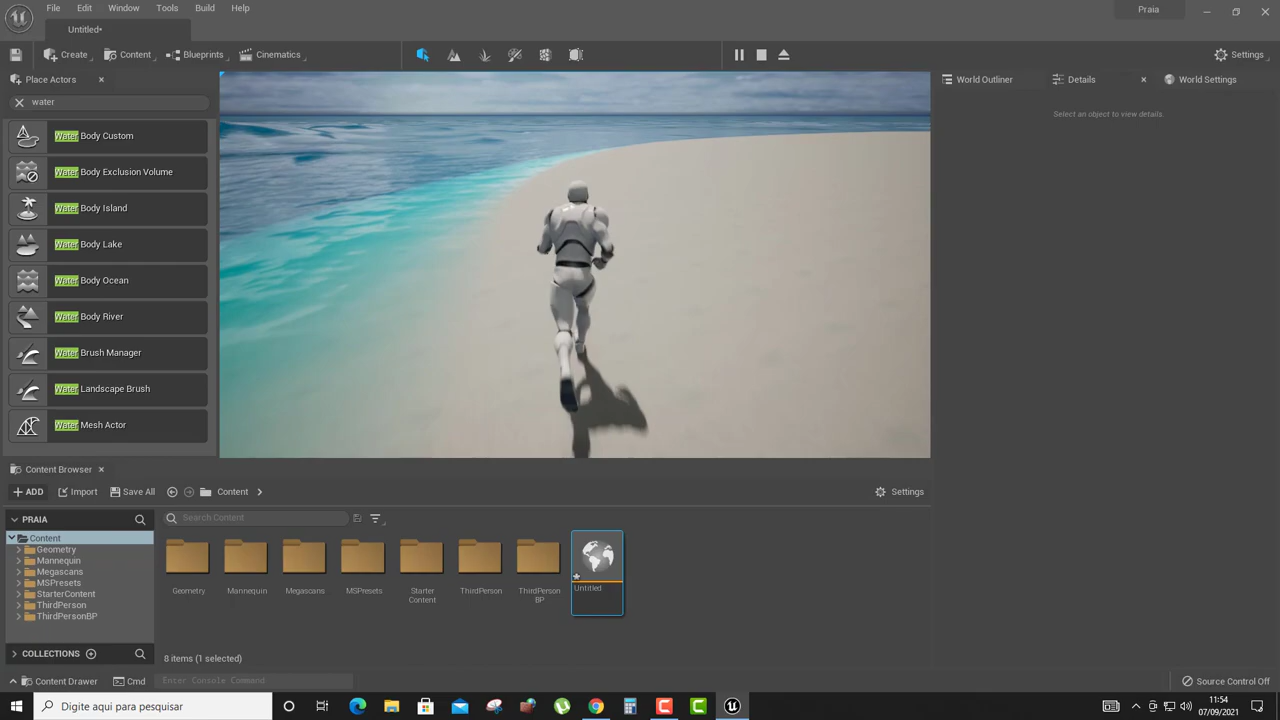 File
Edit
Window
Tools
Build
Help
Praia
Untitled*
Create
Content
Blueprints
Cinematics
Settings
Place Actors
World Outliner
Details
World Settings
water
Select an object to view details.
Water Body Custom
Water Body Exclusion Volume
Water Body Island
Water Body Lake
Water Body Ocean
Water Body River
Water Brush Manager
Water Landscape Brush
Water Mesh Actor
Content Browser
ADD
Import
Save All
Content
Settings
PRAIA
Search Content
Content
Geometry
Mannequin
Megascans
MSPresets
StarterContent
ThirdPerson
ThirdPersonBP
Geometry
Mannequin
Megascans
MSPresets
Starter
Content
ThirdPerson
ThirdPerson
BP
Untitled
COLLECTIONS
8 items (1 selected)
Content Drawer
Cmd
Enter Console Command
Source Control Off
Digite aqui para pesquisar
11:54
07/09/2021